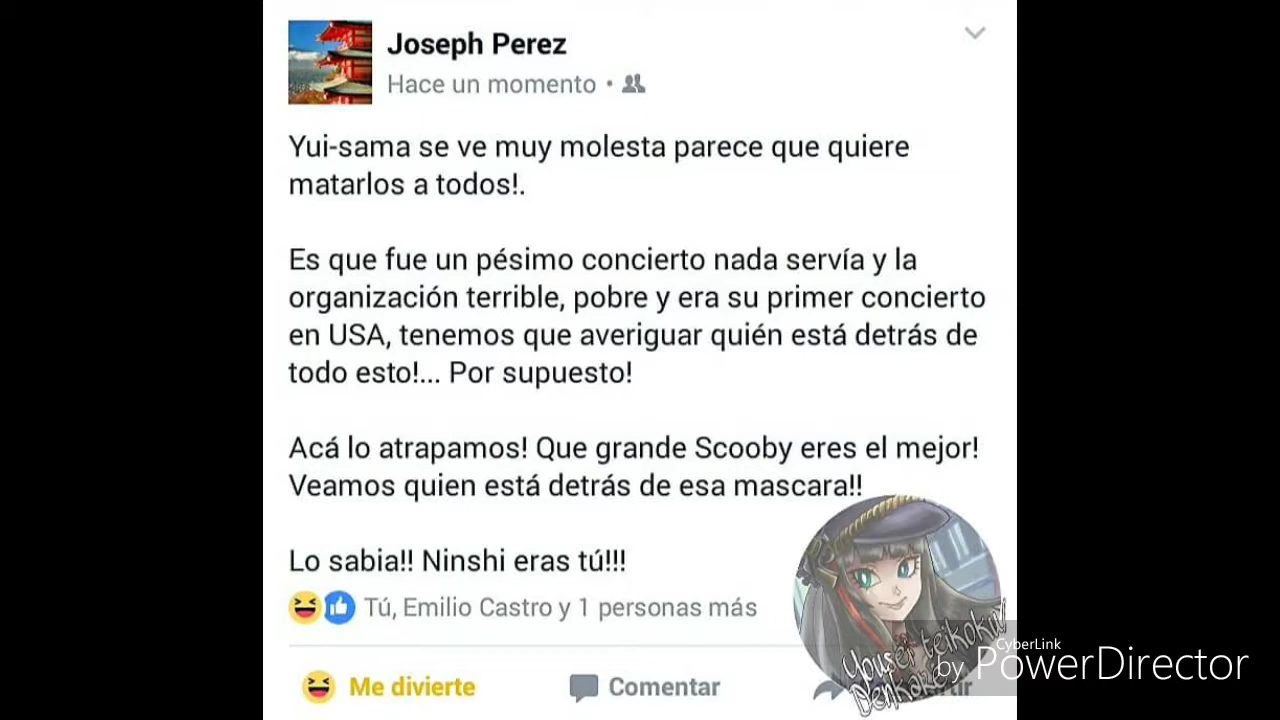 Joseph Perez
Hace un momento •
Yui-sama se ve muy molesta parece que quiere
matarlos a todos!.
Es que fue un pésimo concierto nada servía y la
organización terrible, pobre y era su primer concierto
en USA, tenemos que averiguar quién está detrás de
todo esto!... Por supuesto!
Acá lo atrapamos! Que grande Scooby eres el mejor!
Veamos quien está detrás de esa mascara!!
Lo sabia!! Ninshi eras tú!!!
Tú, Emilio Castro y 1 personas más
Yousei teikoku
CyberLink
by PowerDirector
Me divierte
Comentar